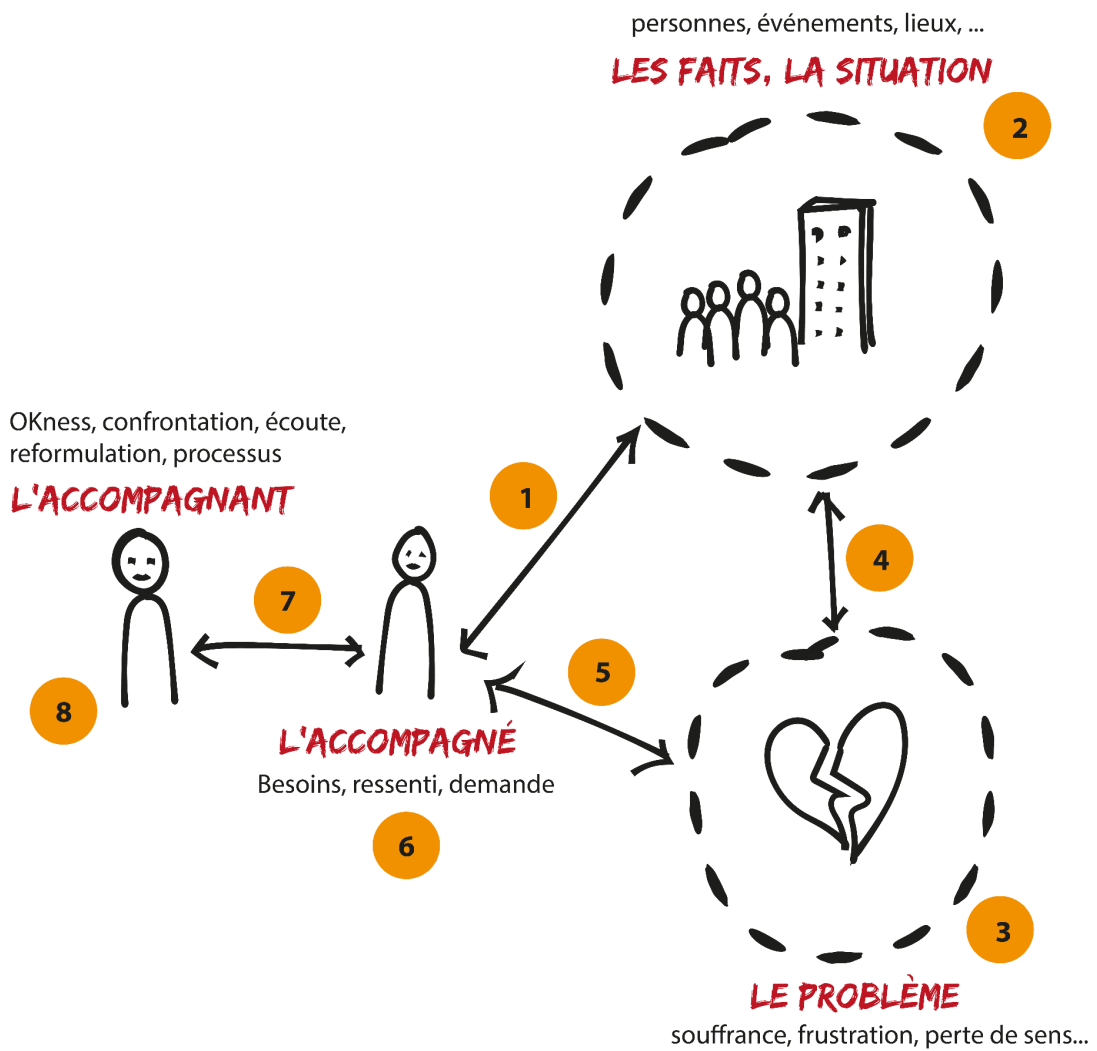 personnes, événements, lieux, ...
LES FAITS, LA SITUATION
2
OKness, confrontation, écoute,
reformulation, processus
L'ACCOMPAGNANT
1
4
7
5
8
L'ACCOMPAGNÉ
Besoins, ressenti, demande
6
3
LE PROBLÈME
souffrance, frustration, perte de sens...